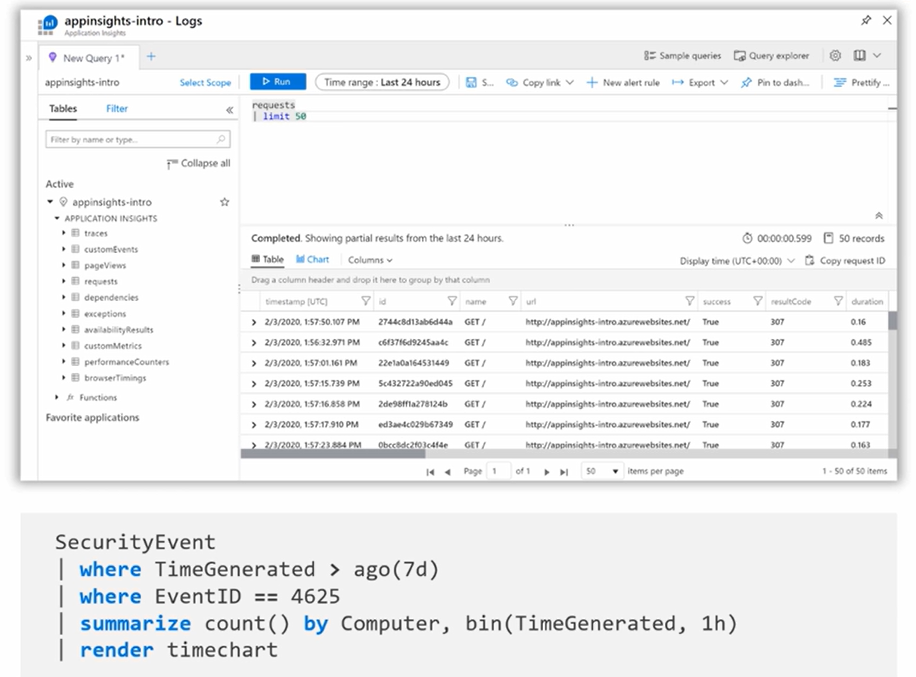 appinsights-intro - Logs
Application Insights
New Query 1*
Sample queries
Query explorer
appinsights-intro
Select Scope
Run
Time range : Last 24 hours
S...
Copy link
New alert rule
Export
Pin to dash...
Prettify ...
Tables
Filter
requests
| limit 50
Filter by name or type...
Collapse all
Active
appinsights-intro
APPLICATION INSIGHTS
traces
customEvents
pageViews
requests
dependencies
exceptions
availabilityResults
customMetrics
performanceCounters
browserTimings
fx Functions
Favorite applications
Completed. Showing partial results from the last 24 hours.
00:00:00.599
50 records
Table
Chart
Columns
Display time (UTC+00:00)
Copy request ID
Drag a column header and drop it here to group by that column
timestamp [UTC] id name url success resultCode duration
2/3/2020, 1:57:50.107 PM 2744c8d13ab6d44a GET / http://appinsights-intro.azurewebsites.net/ True 307 0.16
2/3/2020, 1:56:32.971 PM c6f37f6d9245aa4c GET / http://appinsights-intro.azurewebsites.net/ True 307 0.485
2/3/2020, 1:57:01.161 PM 22e1a0a164531449 GET / http://appinsights-intro.azurewebsites.net/ True 307 0.183
2/3/2020, 1:57:15.739 PM 5c432722a90ed045 GET / http://appinsights-intro.azurewebsites.net/ True 307 0.253
2/3/2020, 1:57:16.858 PM 2de98ff1a278124b GET / http://appinsights-intro.azurewebsites.net/ True 307 0.224
2/3/2020, 1:57:17.910 PM ed3ae4c029b67349 GET / http://appinsights-intro.azurewebsites.net/ True 307 0.177
2/3/2020, 1:57:23.884 PM 0bcc8dc2f03c4f4e GET / http://appinsights-intro.azurewebsites.net/ True 307 0.163
Page 1 of 1 50 items per page
1 - 50 of 50 items
SecurityEvent
| where TimeGenerated > ago(7d)
| where EventID == 4625
| summarize count() by Computer, bin(TimeGenerated, 1h)
| render timechart